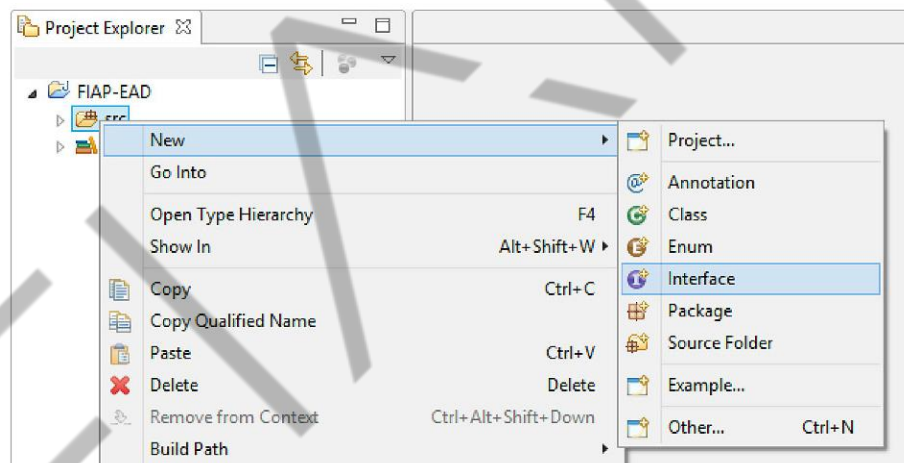 Project Explorer
FIAP-EAD
src
New
Go Into
Open Type Hierarchy F4
Show In Alt+Shift+W
Copy Ctrl+C
Copy Qualified Name
Paste Ctrl+V
Delete Delete
Remove from Context Ctrl+Alt+Shift+Down
Build Path
Project...
Annotation
Class
Enum
Interface
Package
Source Folder
Example...
Other... Ctrl+N